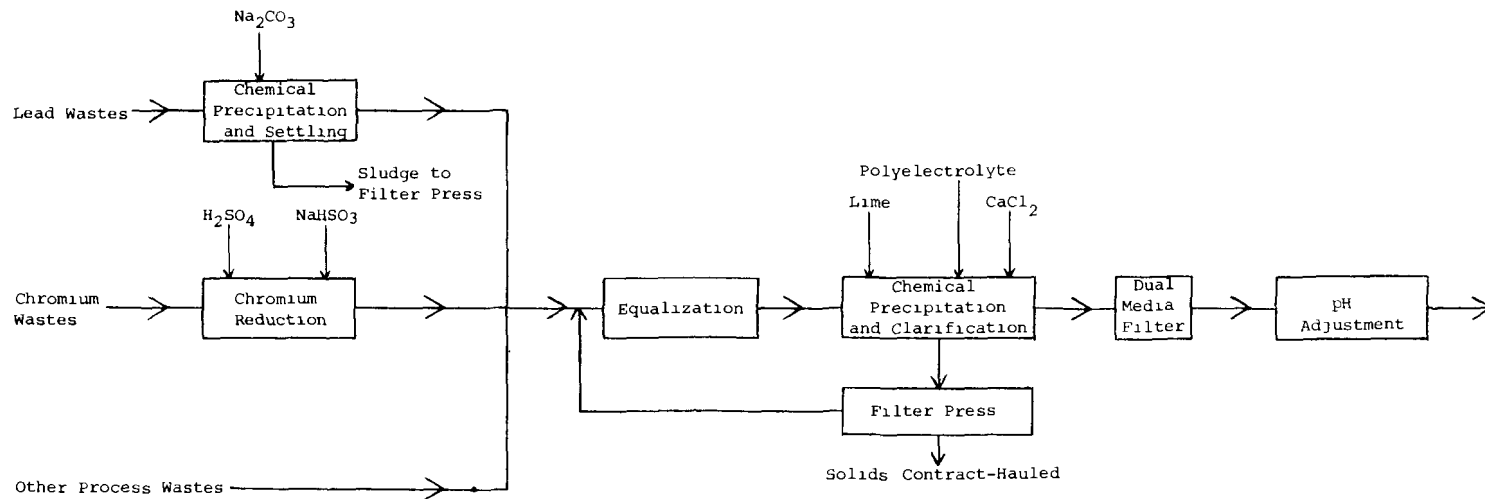 Na2CO3
Lead Wastes
Chemical
Precipitation
and Settling
Sludge to
Filter Press
H2SO4
NaHSO3
Chromium
Wastes
Chromium
Reduction
Other Process Wastes
Equalization
Lime
Polyelectrolyte
CaCl2
Chemical
Precipitation
and Clarification
Filter Press
Solids Contract-Hauled
Dual
Media
Filter
pH
Adjustment